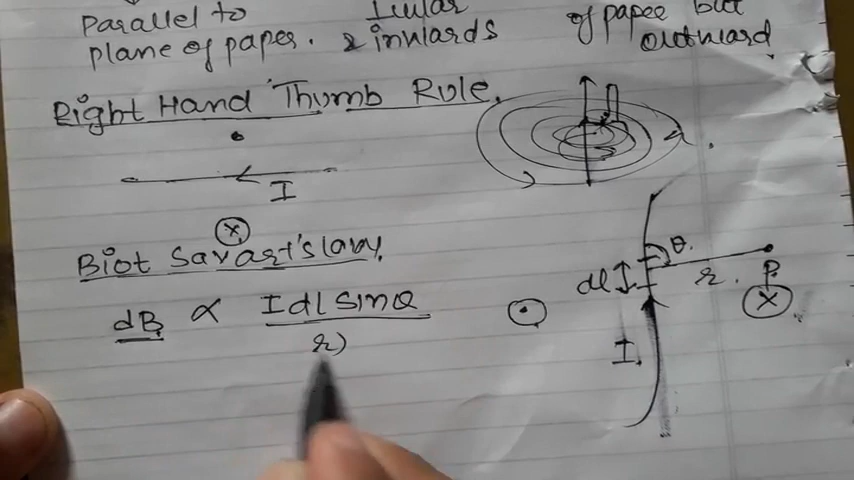 Parallel to ⊥cular of paper but
plane of paper. & inwards outward
Right Hand Thumb Rule.
I
Biot Savart's law.
dB ∝ Idl sinθ
r)
θ
dl
r.
P
I